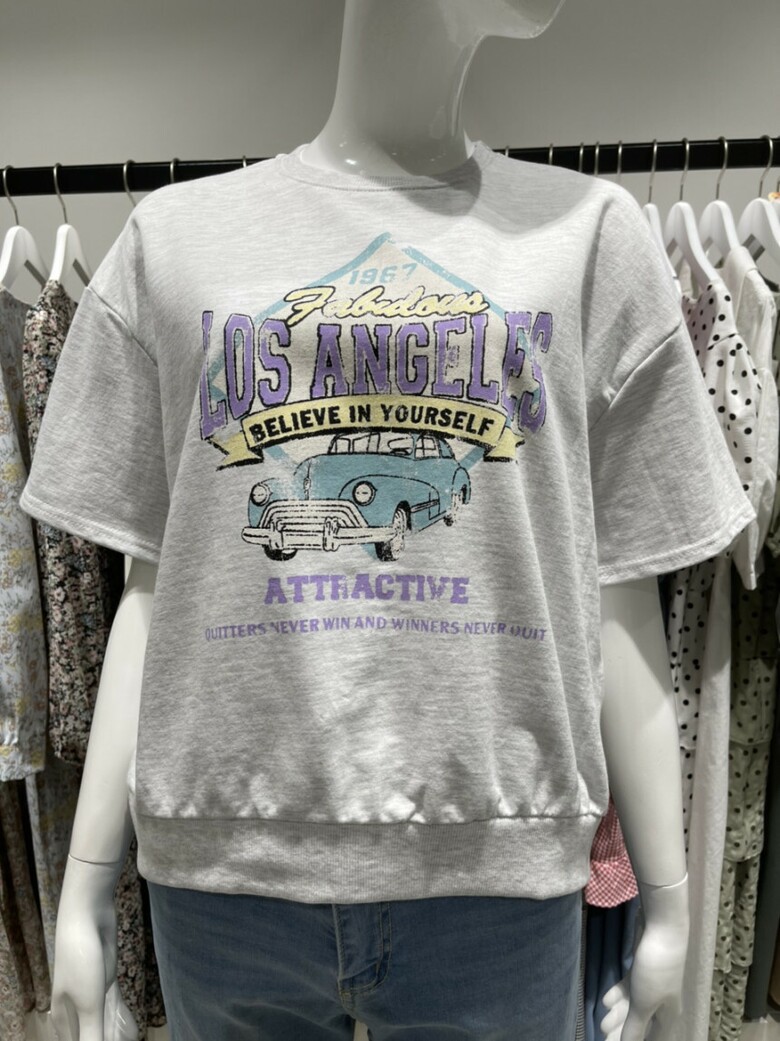 1967
Fabulous
LOS ANGELES
BELIEVE IN YOURSELF
ATTRACTIVE
QUITTERS NEVER WIN AND WINNERS NEVER QUIT